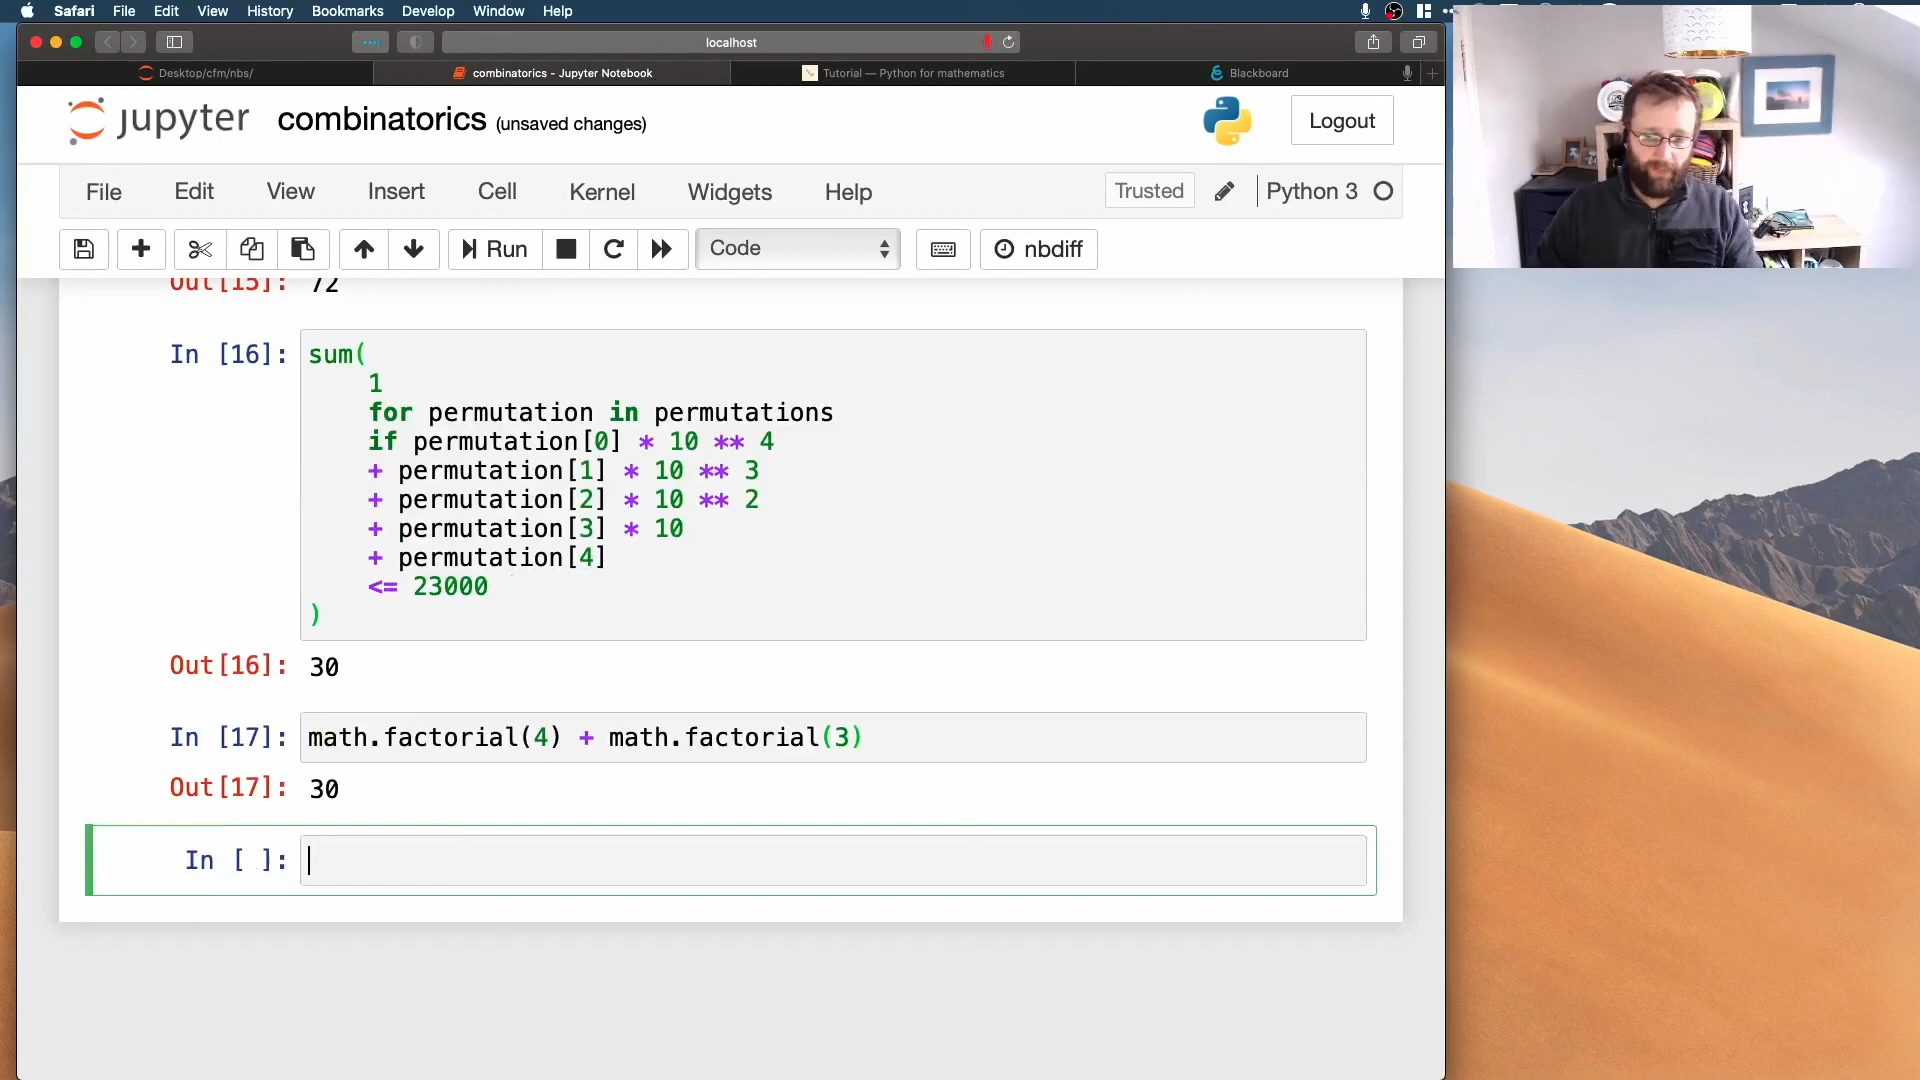 Safari File Edit View History Bookmarks Develop Window Help
localhost
Desktop/cfm/nbs/
combinatorics - Jupyter Notebook
Tutorial — Python for mathematics
Blackboard
jupyter combinatorics (unsaved changes)
Logout
File Edit View Insert Cell Kernel Widgets Help
Trusted
Python 3
Run
Code
nbdiff
Out[15]: 72
In [16]: sum(
1
for permutation in permutations
if permutation[0] * 10 ** 4
+ permutation[1] * 10 ** 3
+ permutation[2] * 10 ** 2
+ permutation[3] * 10
+ permutation[4]
<= 23000
)
Out[16]: 30
In [17]: math.factorial(4) + math.factorial(3)
Out[17]: 30
In [ ]: